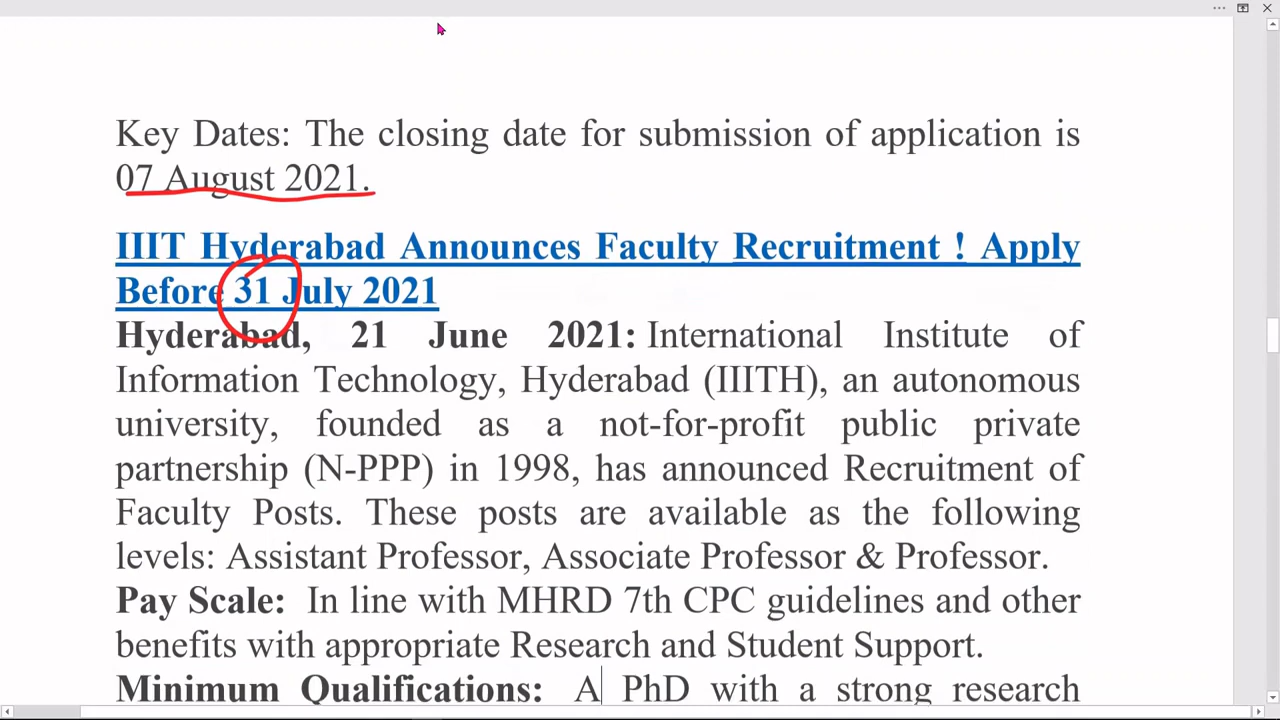 Key Dates: The closing date for submission of application is
07 August 2021.
IIIT Hyderabad Announces Faculty Recruitment ! Apply
Before 31 July 2021
Hyderabad, 21 June 2021: International Institute of
Information Technology, Hyderabad (IIITH), an autonomous
university, founded as a not-for-profit public private
partnership (N-PPP) in 1998, has announced Recruitment of
Faculty Posts. These posts are available as the following
levels: Assistant Professor, Associate Professor & Professor.
Pay Scale: In line with MHRD 7th CPC guidelines and other
benefits with appropriate Research and Student Support.
Minimum Qualifications: A PhD with a strong research